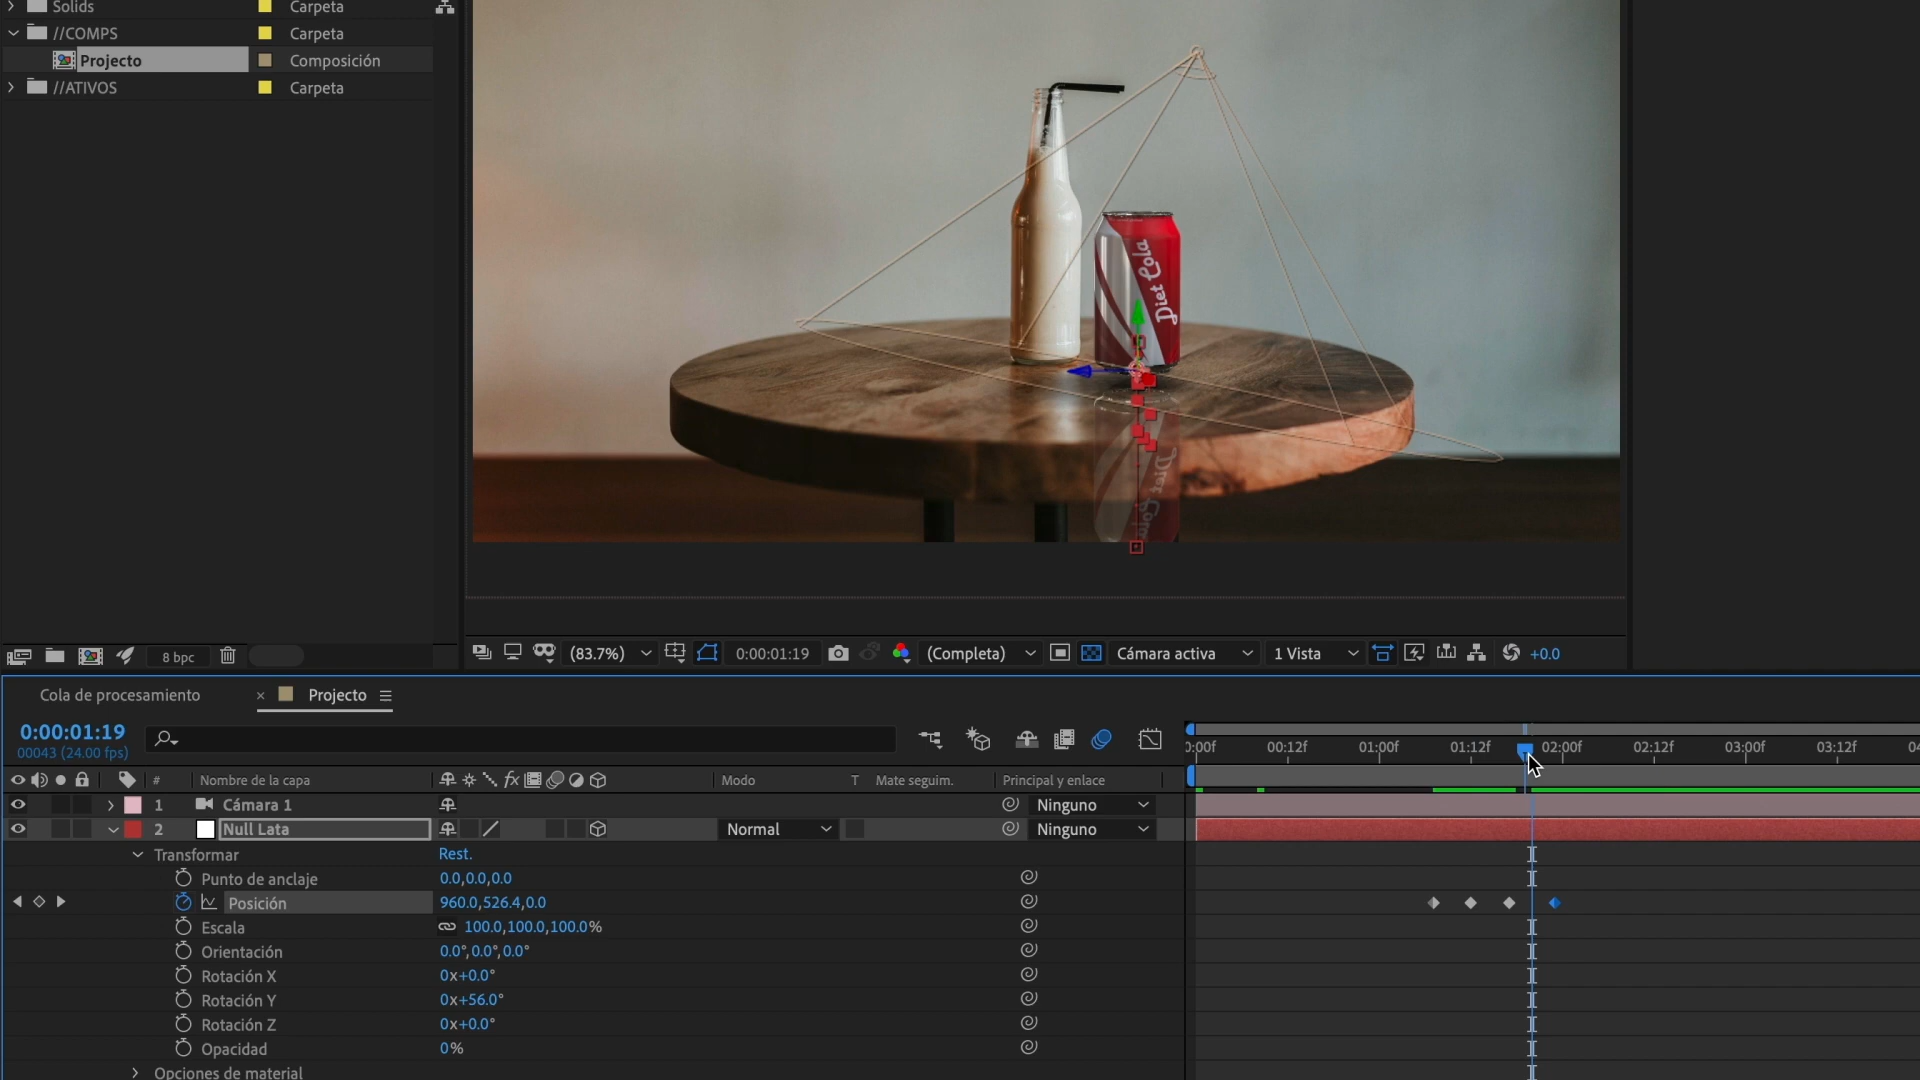 Solids Carpeta
//COMPS Carpeta
Projecto Composición
//ATIVOS Carpeta
Diet Cola
8 bpc
(83.7%) 0:00:01:19 (Completa) Cámara activa 1 Vista +0.0
Cola de procesamiento × Projecto
0:00:01:19
00043 (24.00 fps)
00f 00:12f 01:00f 01:12f 02:00f 02:12f 03:00f 03:12f
# Nombre de la capa fx Modo T Mate seguim. Principal y enlace
1 Cámara 1 Ninguno
2 Null Lata Normal Ninguno
Transformar Rest.
Punto de anclaje 0.0,0.0,0.0
Posición 960.0,526.4,0.0
Escala 100.0,100.0,100.0%
Orientación 0.0°,0.0°,0.0°
Rotación X 0x+0.0°
Rotación Y 0x+56.0°
Rotación Z 0x+0.0°
Opacidad 0%
Opciones de material